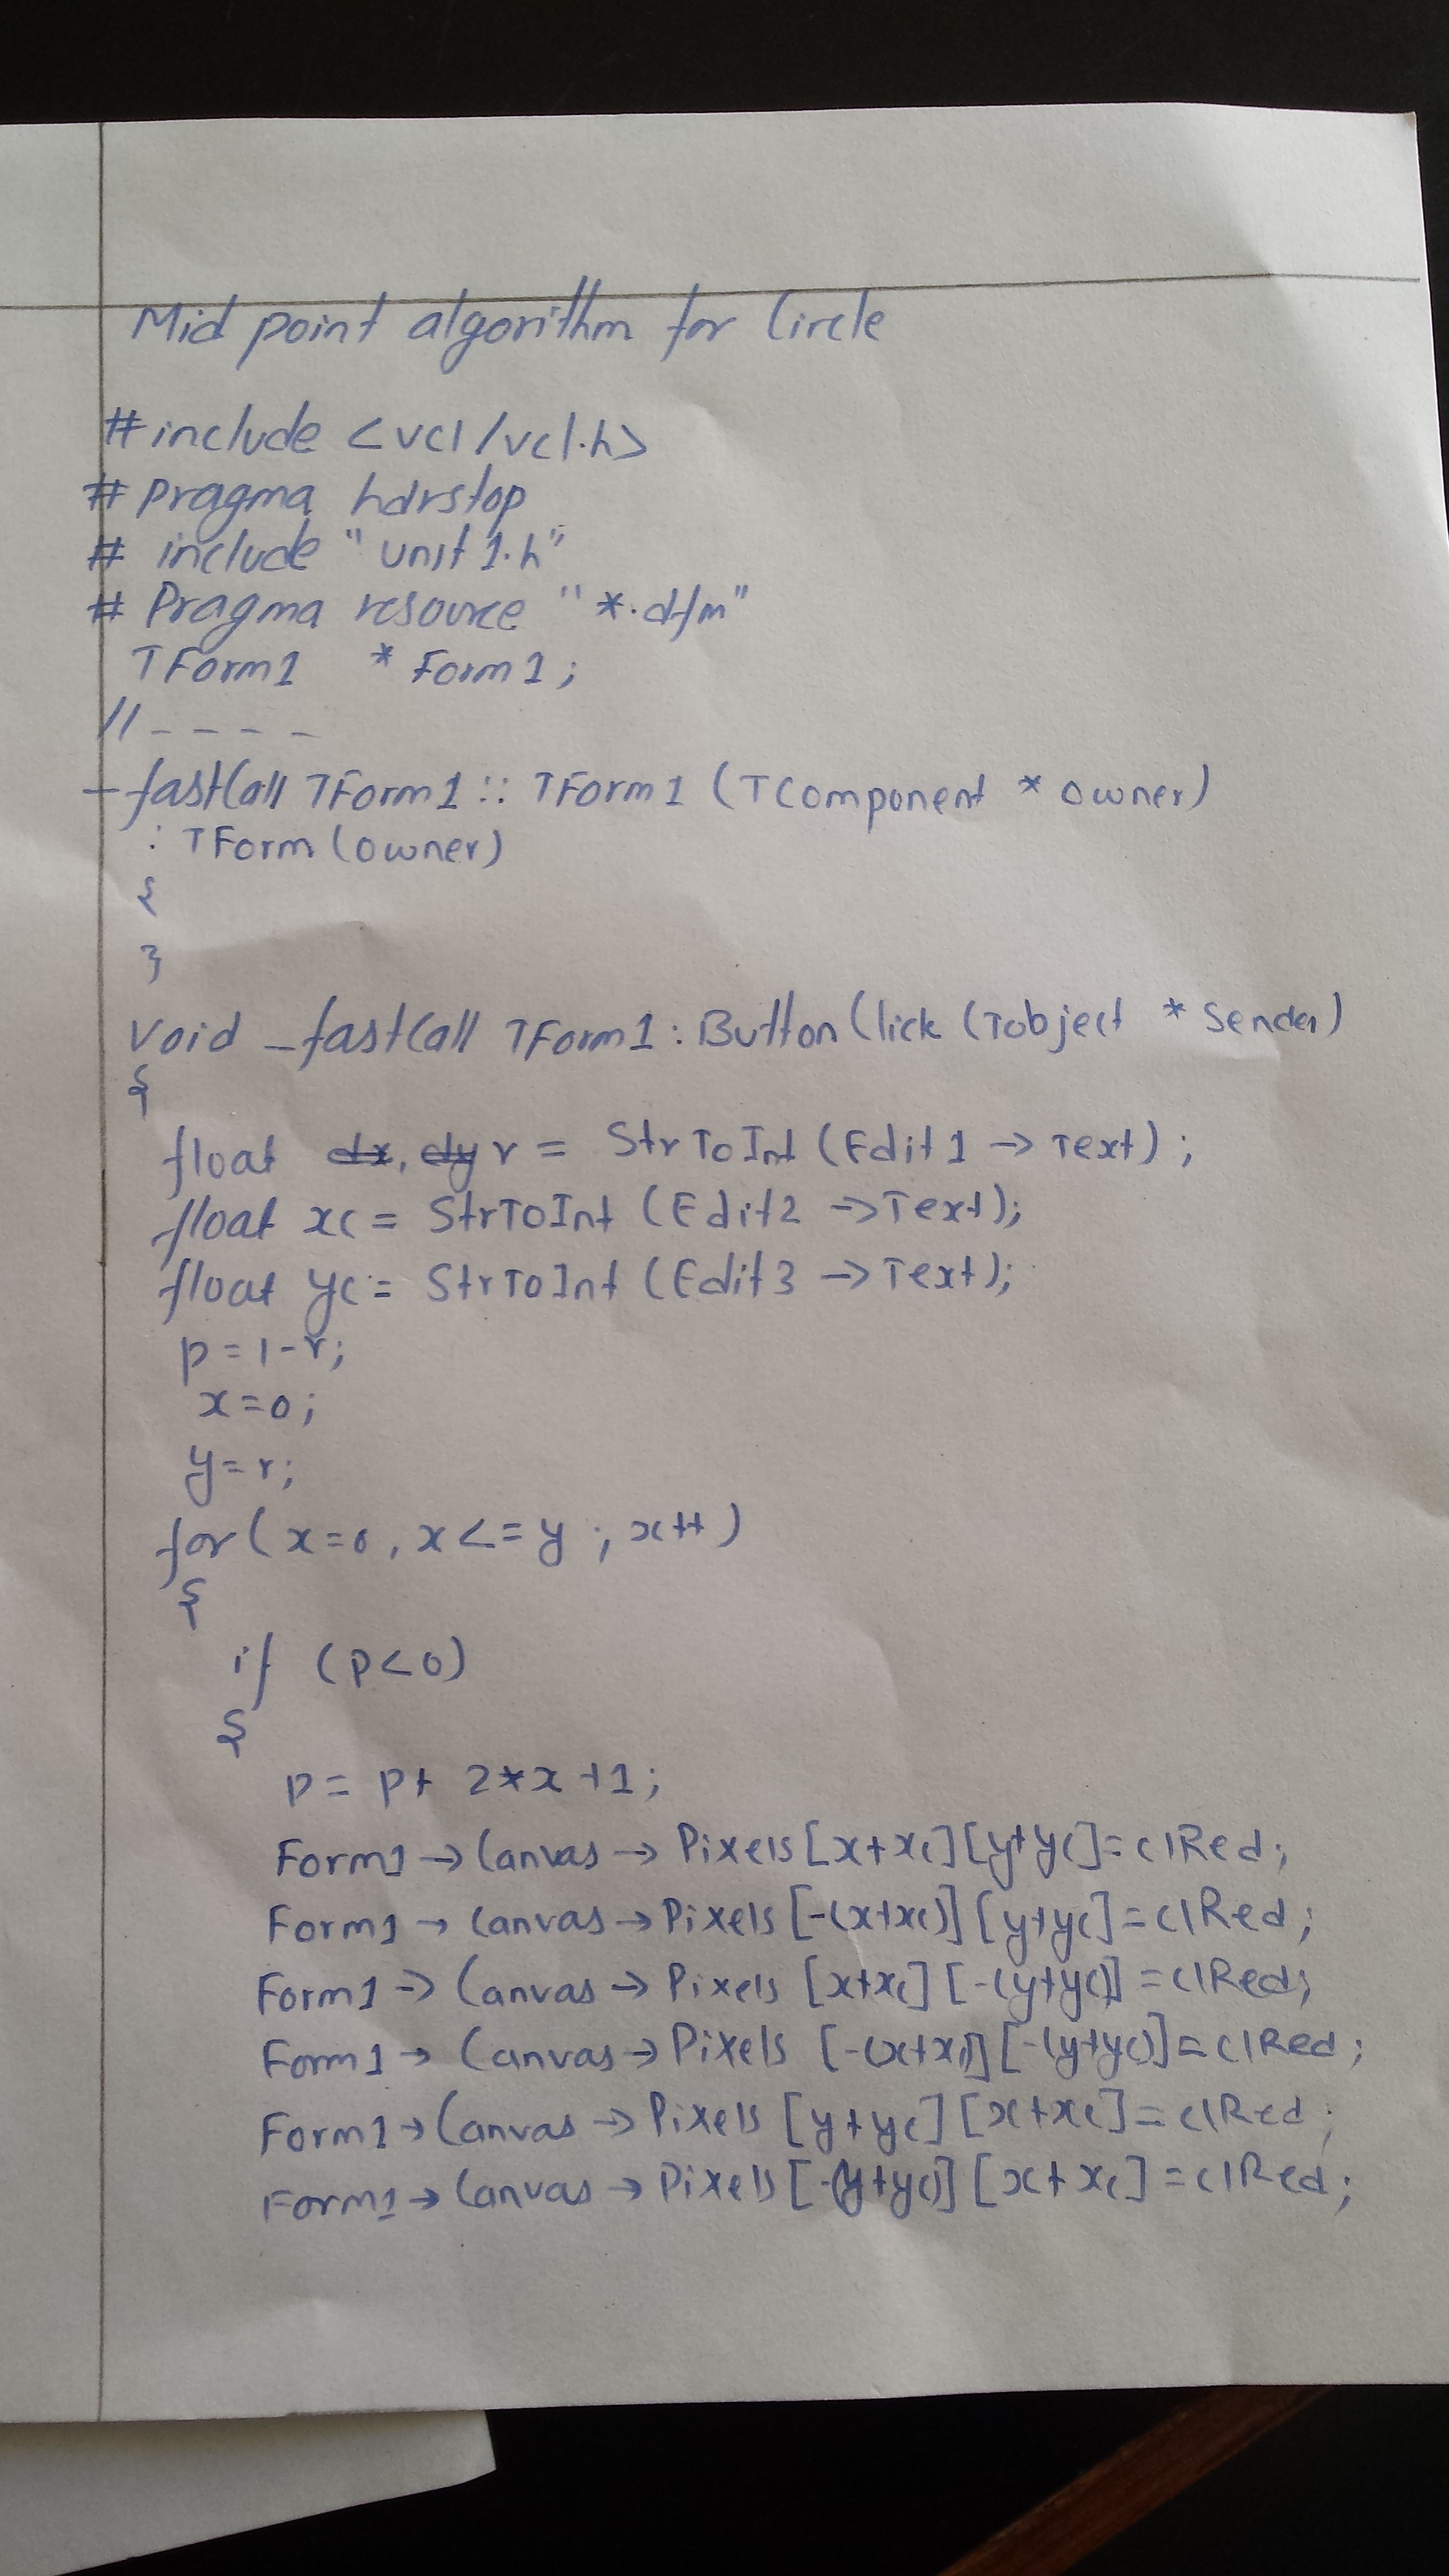 Mid point algorithm for Circle
#include <vcl/vcl.h>
# Pragma hdrstop
# include "unit1.h"
# Pragma resource "*.dfm"
TForm1 * Form1;
//----
_fastCall TForm1:: TForm1 (TComponent * owner)
: TForm(owner)
{
}
Void _fastCall TForm1: ButtonClick (Tobject * Sender)
{
float dx, dy r = StrToInt (Edit1 -> Text);
float xc = StrToInt (Edit2 -> Text);
float yc = StrToInt (Edit3 -> Text);
p=1-r;
x=0;
y=r;
for(x=0, x<=y ; x++)
{
if (p<0)
{
p= p+ 2*x+1;
Form1 -> Canvas -> Pixels[x+xc][y+yc]=clRed;
Form1 -> Canvas -> Pixels [-(x+xc)] [y+yc]=clRed;
Form1 -> Canvas -> Pixels [x+xc] [-(y+yc)] =clRed;
Form1 -> Canvas -> Pixels [-(x+xc)] [-(y+yc)]=clRed;
Form1 -> Canvas -> Pixels [y+yc] [x+xc]=clRed;
Form1 -> Canvas -> Pixels [-(y+yc)] [x+xc] =clRed;